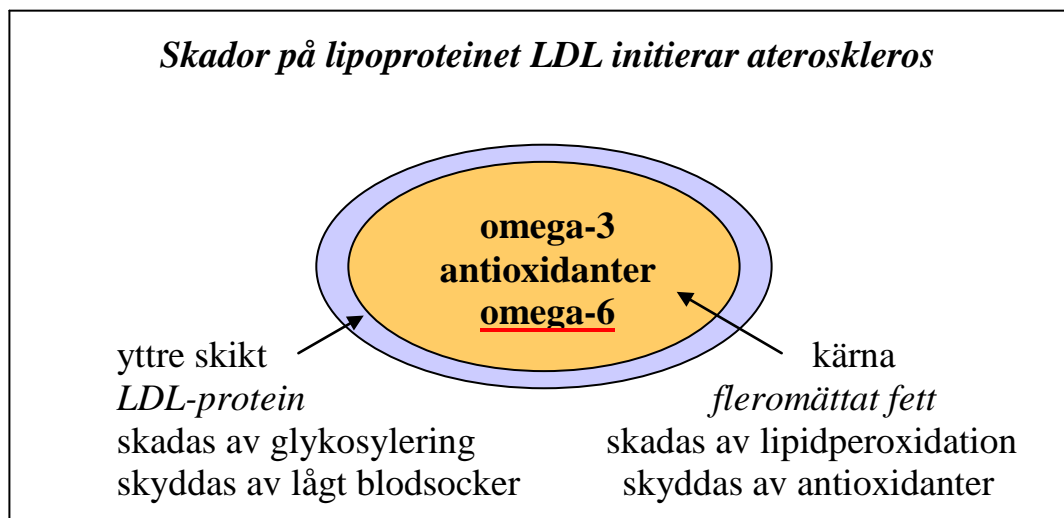 Skador på lipoproteinet LDL initierar ateroskleros
omega-3
antioxidanter
omega-6
yttre skikt
LDL-protein
skadas av glykosylering
skyddas av lågt blodsocker
kärna
fleromättat fett
skadas av lipidperoxidation
skyddas av antioxidanter